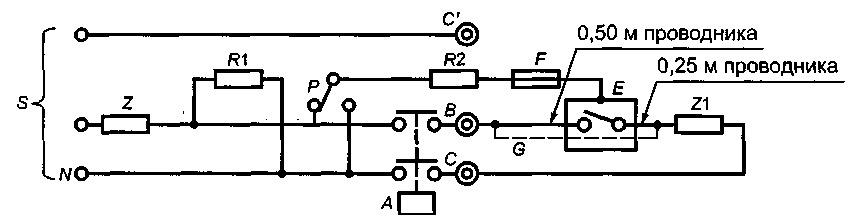 C'
0,50 м проводника
0,25 м проводника
R1
P
R2
F
E
S
Z
B
Z1
G
N
C
A